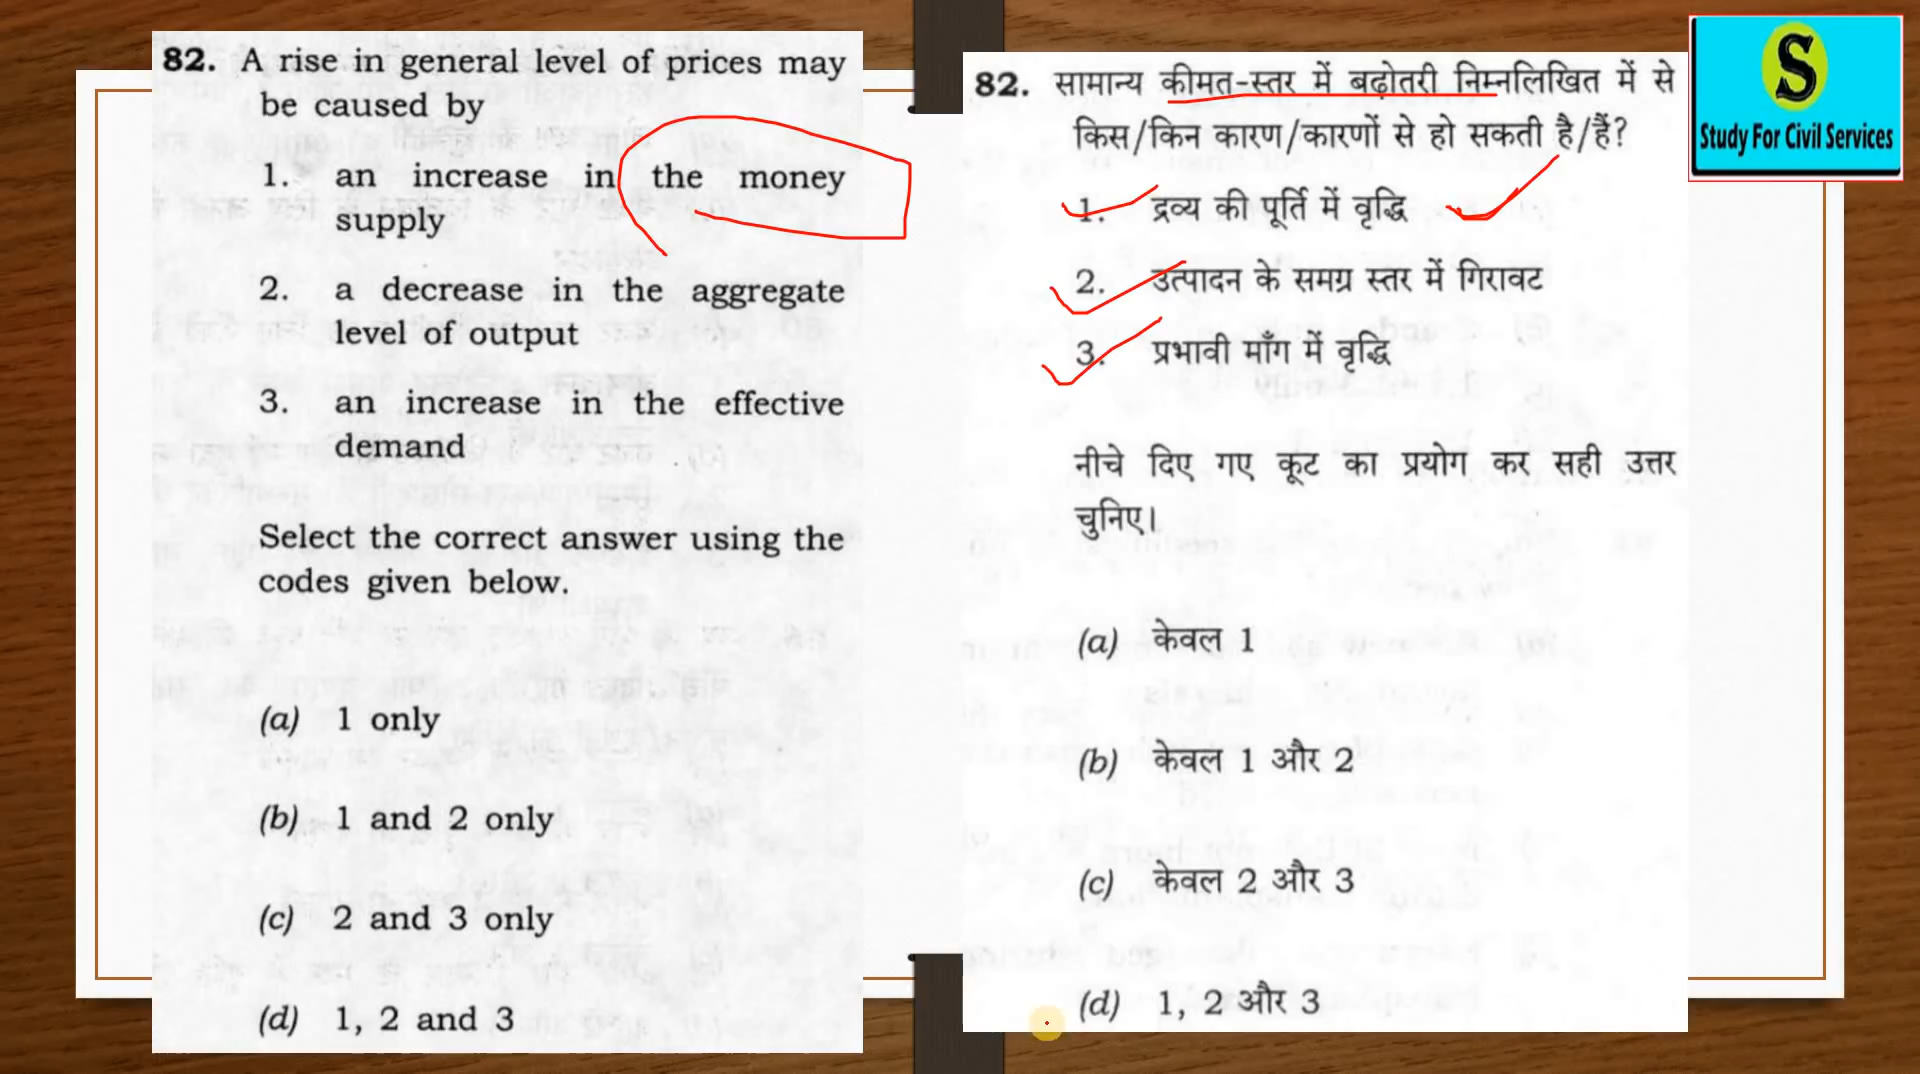 82. A rise in general level of prices may
be caused by
1. an increase in the money
supply
2. a decrease in the aggregate
level of output
3. an increase in the effective
demand
Select the correct answer using the
codes given below.
(a) 1 only
(b) 1 and 2 only
(c) 2 and 3 only
(d) 1, 2 and 3
82. सामान्य कीमत-स्तर में बढ़ोतरी निम्नलिखित में से
किस/किन कारण/कारणों से हो सकती है/हैं?
1. द्रव्य की पूर्ति में वृद्धि
2. उत्पादन के समग्र स्तर में गिरावट
3. प्रभावी माँग में वृद्धि
नीचे दिए गए कूट का प्रयोग कर सही उत्तर
चुनिए।
(a) केवल 1
(b) केवल 1 और 2
(c) केवल 2 और 3
(d) 1, 2 और 3
S
Study For Civil Services